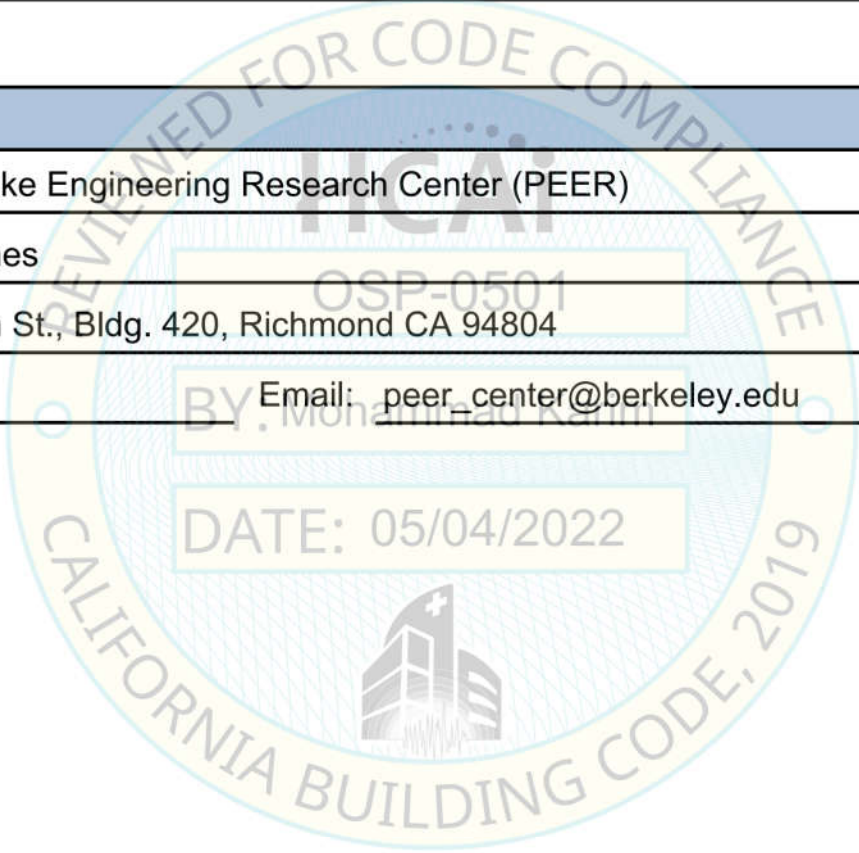 REVIEWED FOR CODE COMPLIANCE
HCAi
ke Engineering Research Center (PEER)
es
OSP-0501
St., Bldg. 420, Richmond CA 94804
Email: peer_center@berkeley.edu
BY: Mohammad Karim
DATE: 05/04/2022
CALIFORNIA BUILDING CODE, 2019